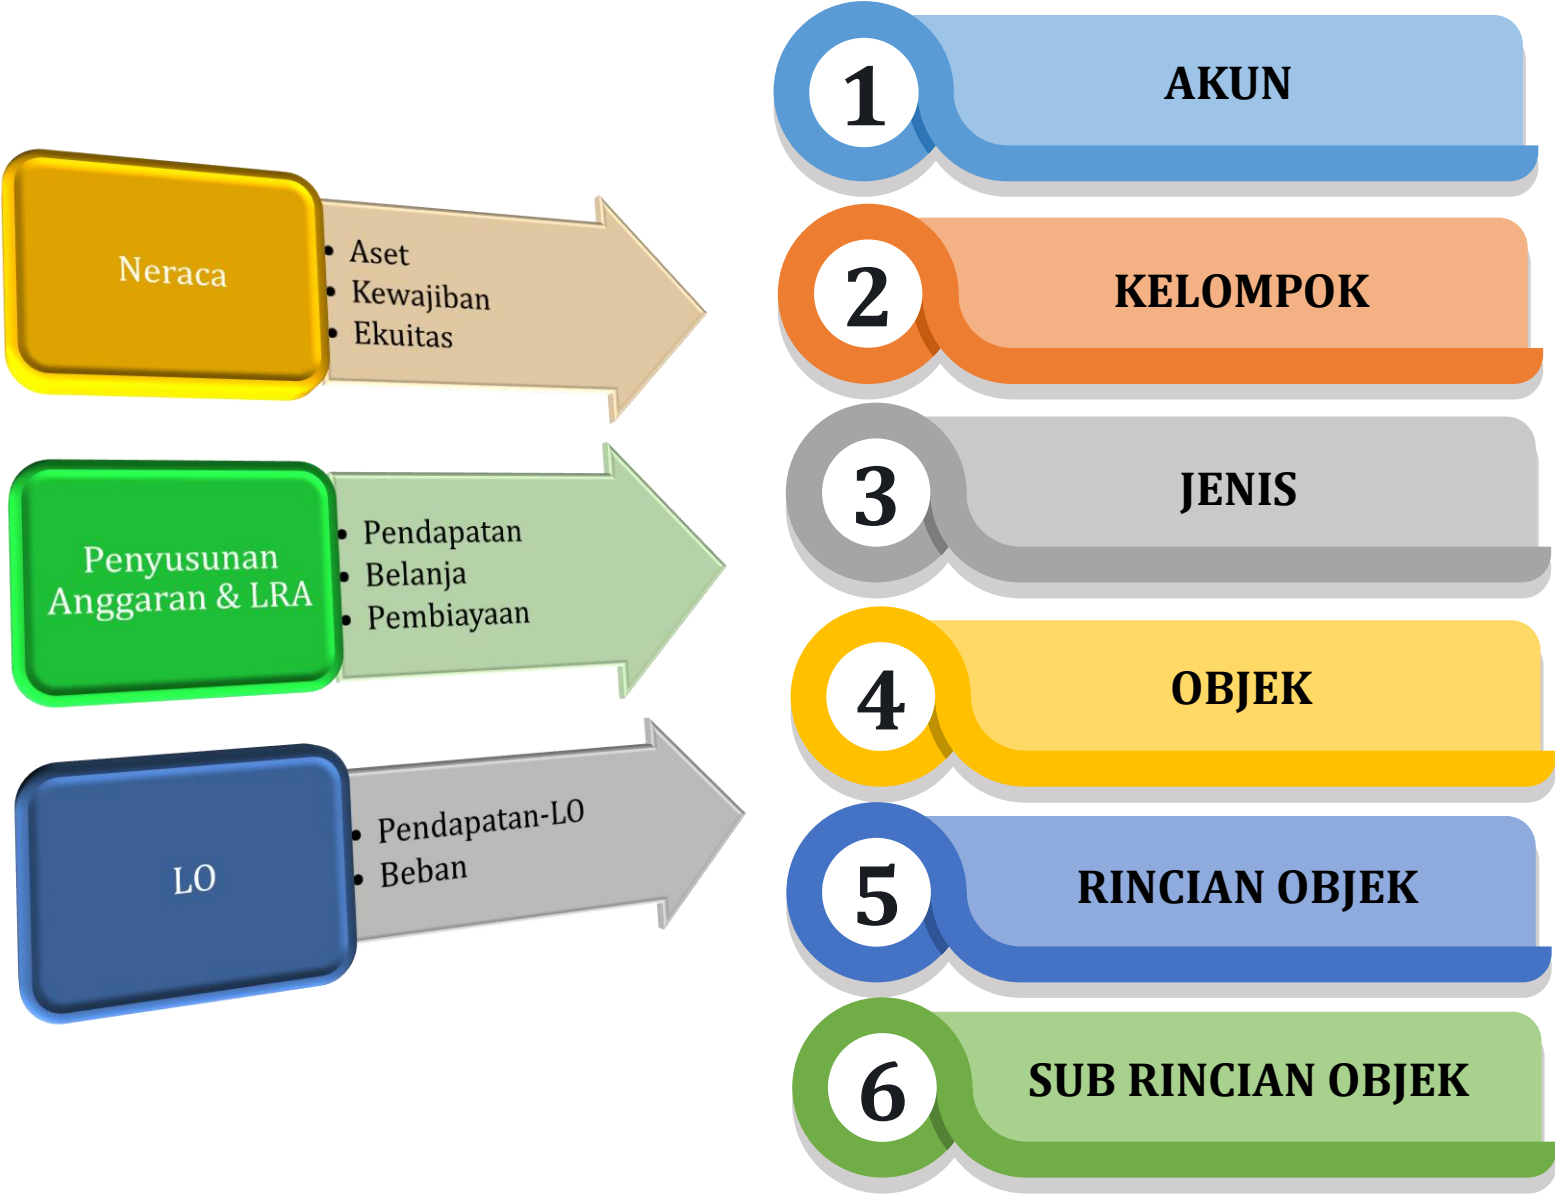 Neraca
• Aset
• Kewajiban
• Ekuitas
Penyusunan
Anggaran & LRA
• Pendapatan
• Belanja
• Pembiayaan
LO
• Pendapatan-LO
• Beban
1
AKUN
2
KELOMPOK
3
JENIS
4
OBJEK
5
RINCIAN OBJEK
6
SUB RINCIAN OBJEK